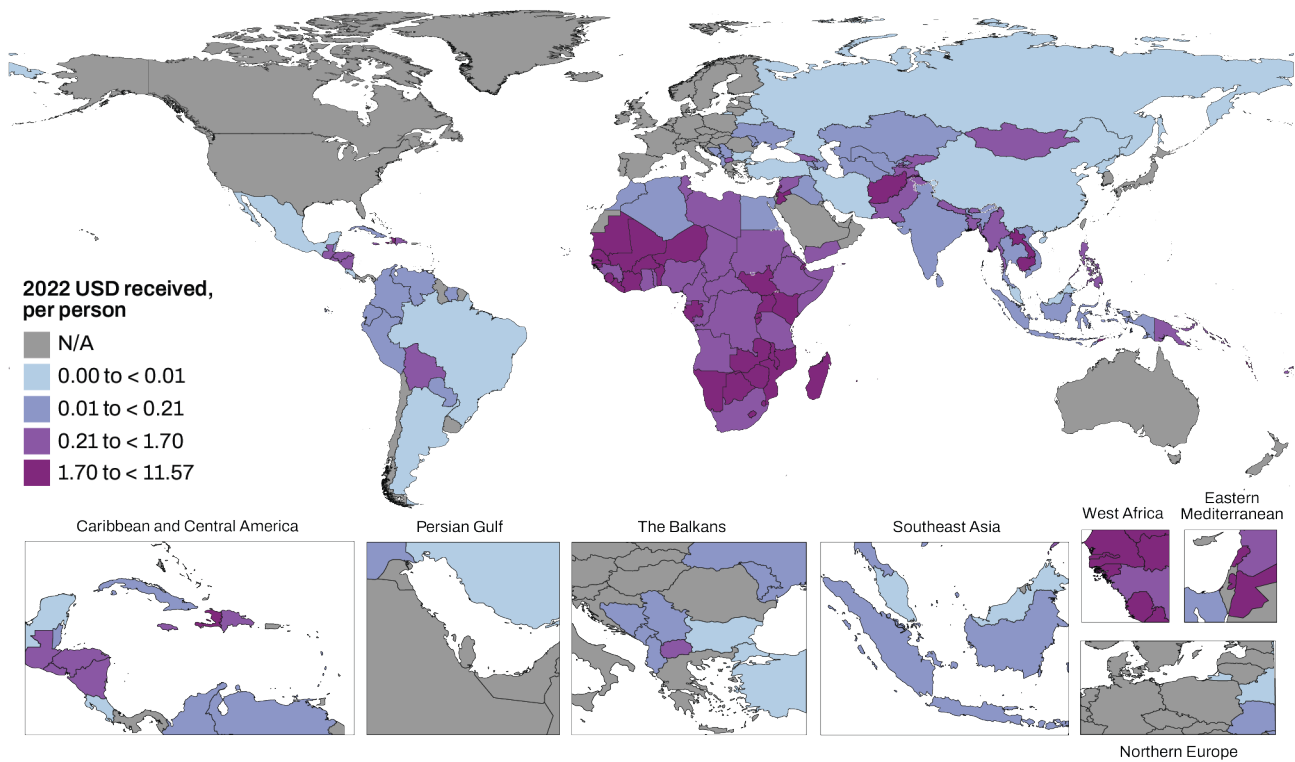 2022 USD received,
per person
N/A
0.00 to < 0.01
0.01 to < 0.21
0.21 to < 1.70
1.70 to < 11.57
Caribbean and Central America
Persian Gulf
The Balkans
Southeast Asia
West Africa
Eastern
Mediterranean
Northern Europe